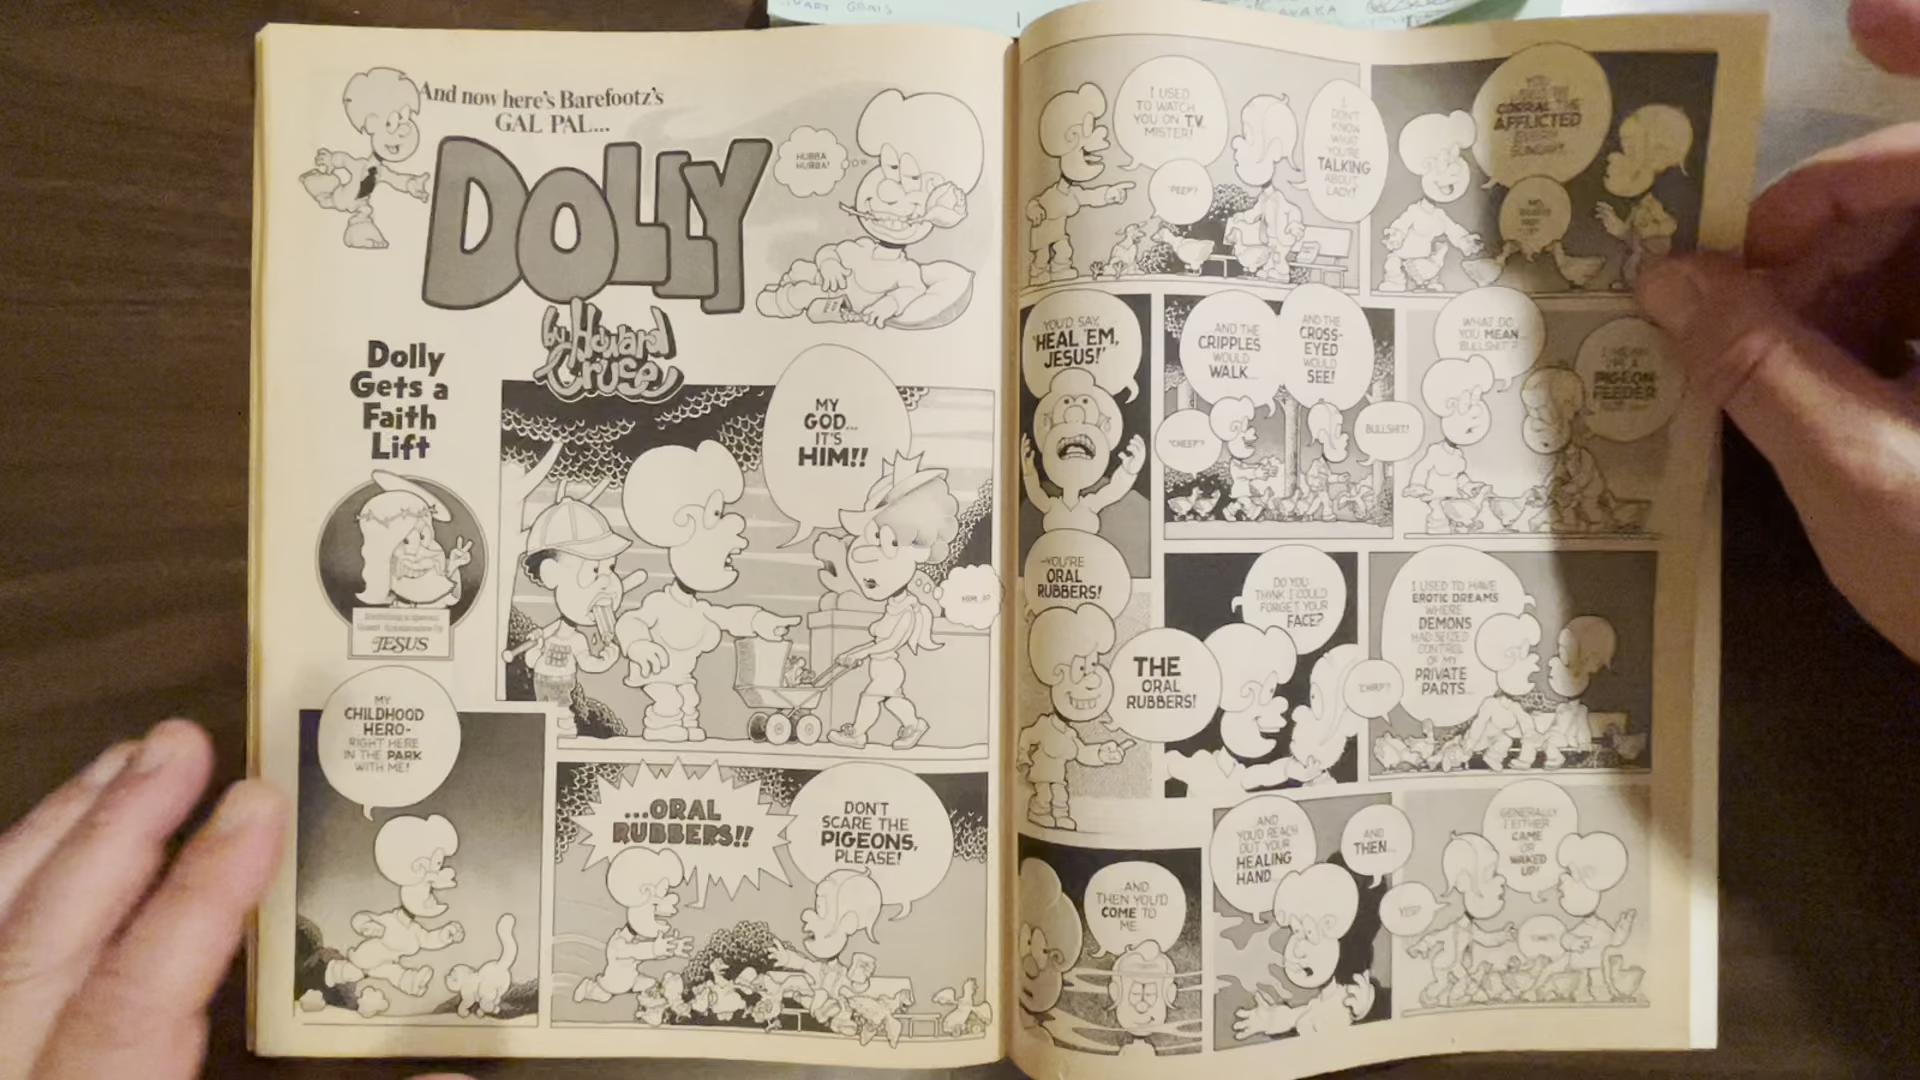 And now here's Barefootz's
GAL PAL...
DOLLY
by Howard
Cruse
HUBBA
HUBBA!
Dolly
Gets a
Faith
Lift
JESUS
MY
GOD...
IT'S
HIM!!
MY
CHILDHOOD
HERO-
RIGHT HERE
IN THE PARK
WITH ME!
...ORAL
RUBBERS!!
DON'T
SCARE THE
PIGEONS,
PLEASE!
I USED
TO WATCH
YOU ON TV,
MISTER!
"PEEP?"
I
DON'T
KNOW
WHAT
YOU'RE
TALKING
ABOUT,
LADY!
CORRAL THE
AFFLICTED
EVERY
SUNDAY.
YOU'D SAY,
"HEAL 'EM,
JESUS!"
AND THE
CRIPPLES
WOULD
WALK...
AND THE
CROSS-
EYED
WOULD
SEE!
"CHEEP"?
BULLSHIT!
WHAT DO
YOU MEAN
"BULLSHIT"?
I MEAN
I'M A
PIGEON-
FEEDER
—YOU'RE
ORAL
RUBBERS!
THE
ORAL
RUBBERS!
DO YOU
THINK I COULD
FORGET YOUR
FACE?
"CHIRP"?
I USED TO HAVE
EROTIC DREAMS
WHERE
DEMONS
HAD SEIZED
CONTROL
OF MY
PRIVATE
PARTS...
...AND
THEN YOU'D
COME TO
ME...
AND
YOU'D REACH
OUT YOUR
HEALING
HAND...
AND
THEN...
YES?
GENERALLY
I EITHER
CAME
OR
WAKED
UP!